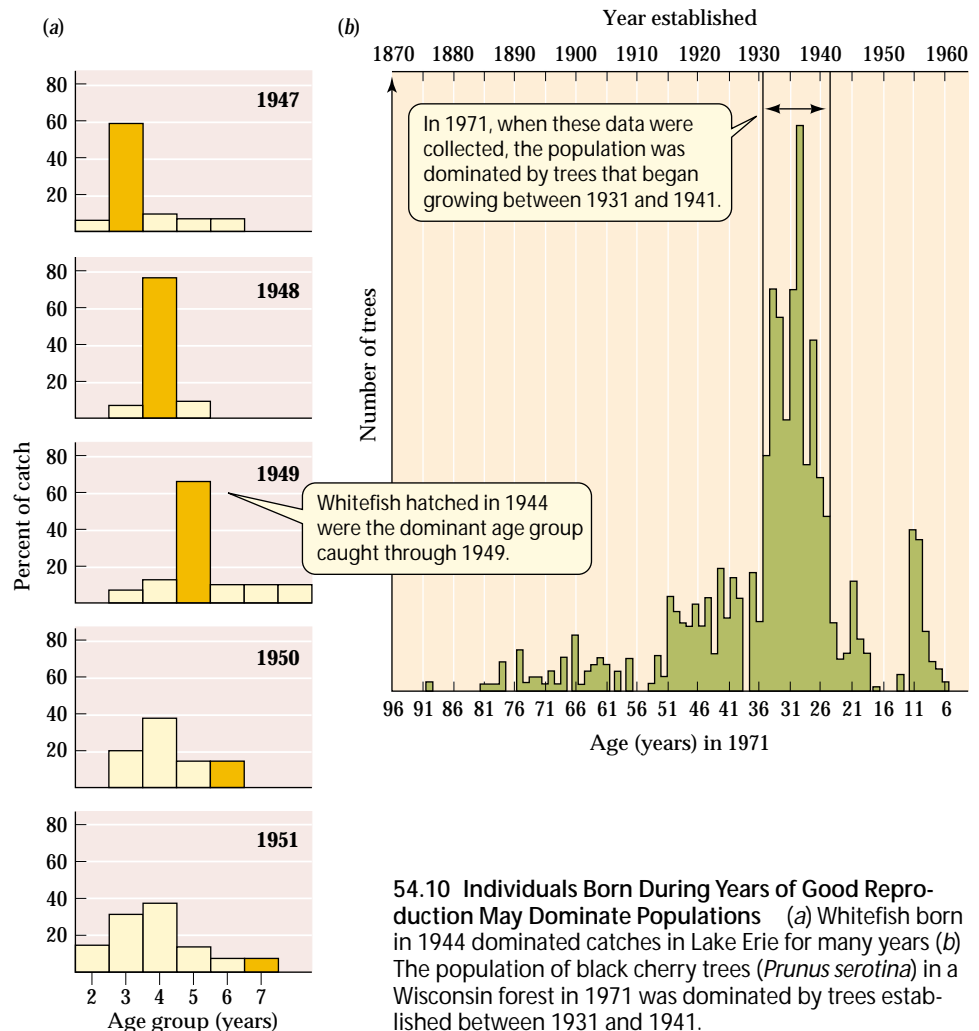 (a)
80
60
40
20
1947
80
60
40
20
1948
80
60
40
20
1949
80
60
40
20
1950
80
60
40
20
1951
2 3 4 5 6 7
Age group (years)
Percent of catch
Whitefish hatched in 1944
were the dominant age group
caught through 1949.
(b)
Year established
1870 1880 1890 1900 1910 1920 1930 1940 1950 1960
In 1971, when these data were
collected, the population was
dominated by trees that began
growing between 1931 and 1941.
Number of trees
96 91 86 81 76 71 66 61 56 51 46 41 36 31 26 21 16 11 6
Age (years) in 1971
54.10 Individuals Born During Years of Good Repro-
duction May Dominate Populations (a) Whitefish born
in 1944 dominated catches in Lake Erie for many years (b)
The population of black cherry trees (Prunus serotina) in a
Wisconsin forest in 1971 was dominated by trees estab-
lished between 1931 and 1941.